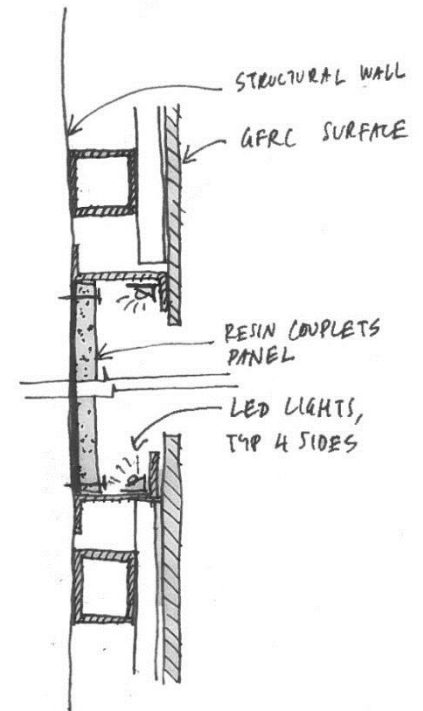 STRUCTURAL WALL
GFRC SURFACE
RESIN COUPLETS
PANEL
LED LIGHTS,
TYP 4 SIDES